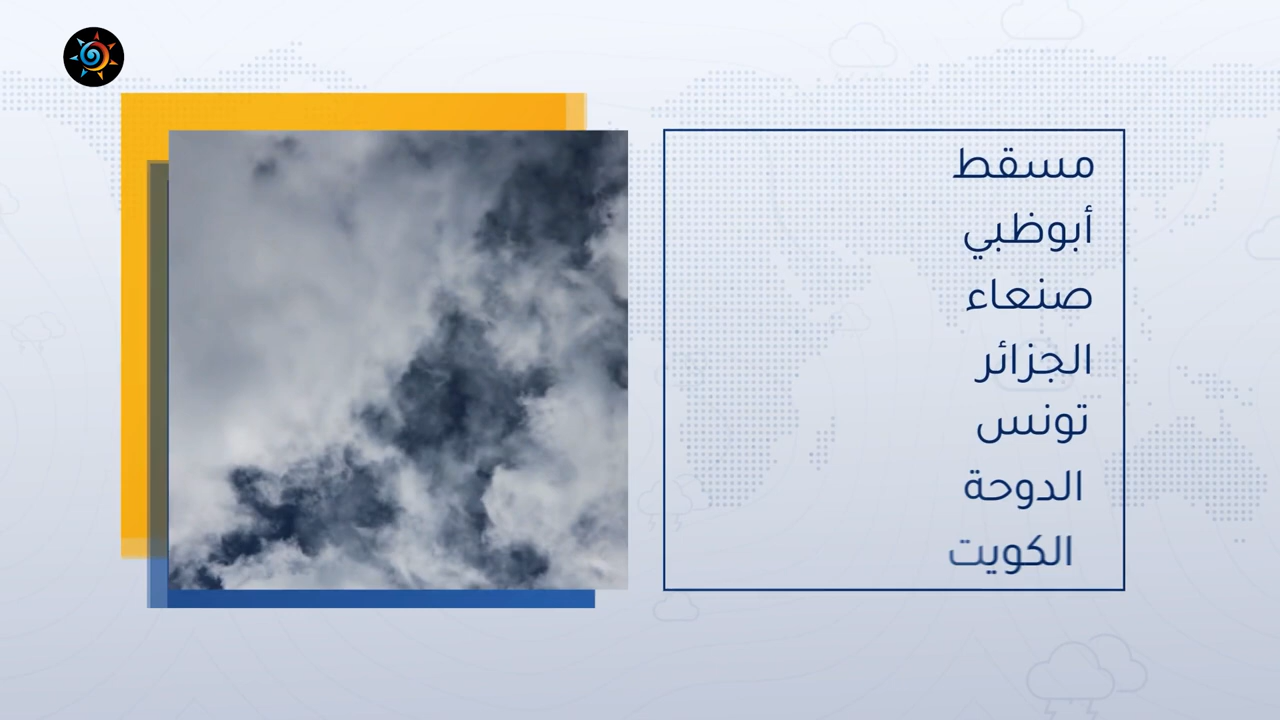 مسقط
أبوظبي
صنعاء
الجزائر
تونس
الدوحة
الكويت